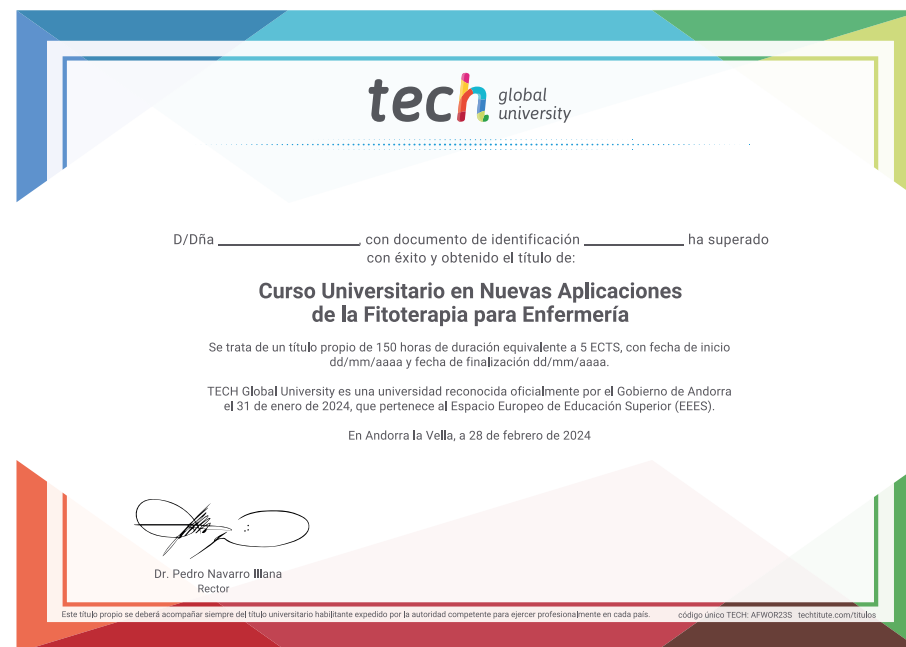 tech global university
D/Dña ____________________, con documento de identificación ______________ ha superado
con éxito y obtenido el título de:
Curso Universitario en Nuevas Aplicaciones
de la Fitoterapia para Enfermería
Se trata de un título propio de 150 horas de duración equivalente a 5 ECTS, con fecha de inicio
dd/mm/aaaa y fecha de finalización dd/mm/aaaa.
TECH Global University es una universidad reconocida oficialmente por el Gobierno de Andorra
el 31 de enero de 2024, que pertenece al Espacio Europeo de Educación Superior (EEES).
En Andorra la Vella, a 28 de febrero de 2024
Dr. Pedro Navarro Illana
Rector
Este título propio se deberá acompañar siempre del título universitario habilitante expedido por la autoridad competente para ejercer profesionalmente en cada país. código único TECH: AFWOR23S techtitute.com/titulos